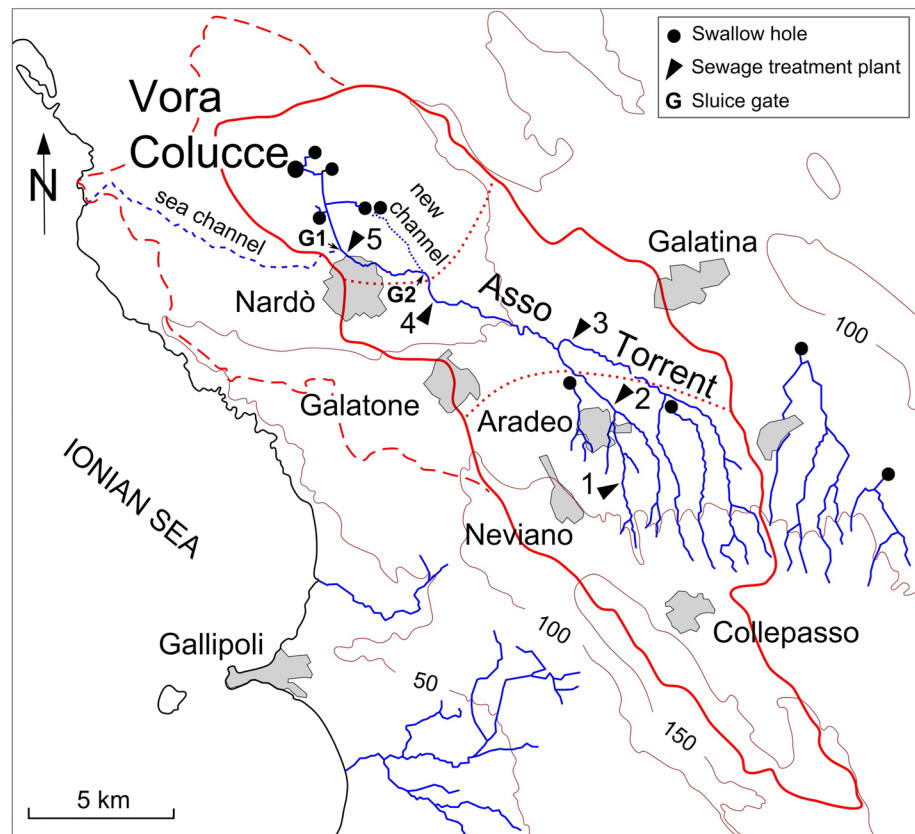 Swallow hole
Sewage treatment plant
G Sluice gate
Vora
Colucce
N
sea channel
new
channel
G1
5
G2
4
Nardò
Galatina
Asso
Torrent
3
100
2
Galatone
Aradeo
1
IONIAN SEA
Neviano
Collepasso
Gallipoli
100
50
150
5 km